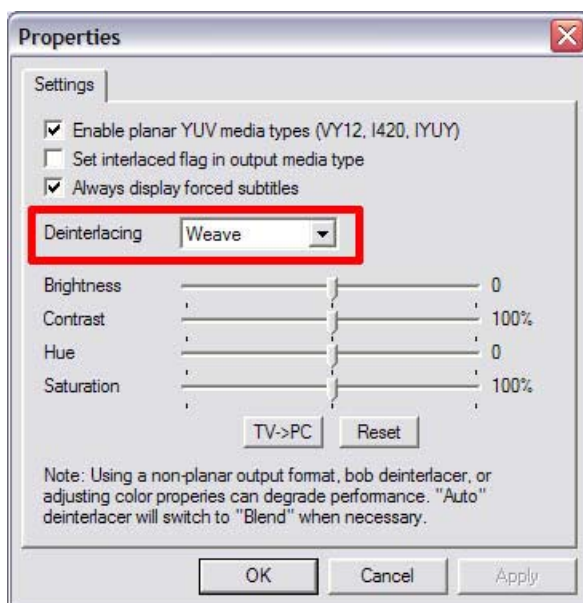 Properties
Settings
Enable planar YUV media types (VY12, I420, IYUY)
Set interlaced flag in output media type
Always display forced subtitles
Deinterlacing Weave
Brightness 0
Contrast 100%
Hue 0
Saturation 100%
TV->PC Reset
Note: Using a non-planar output format, bob deinterlacer, or
adjusting color properies can degrade performance. "Auto"
deinterlacer will switch to "Blend" when necessary.
OK Cancel Apply